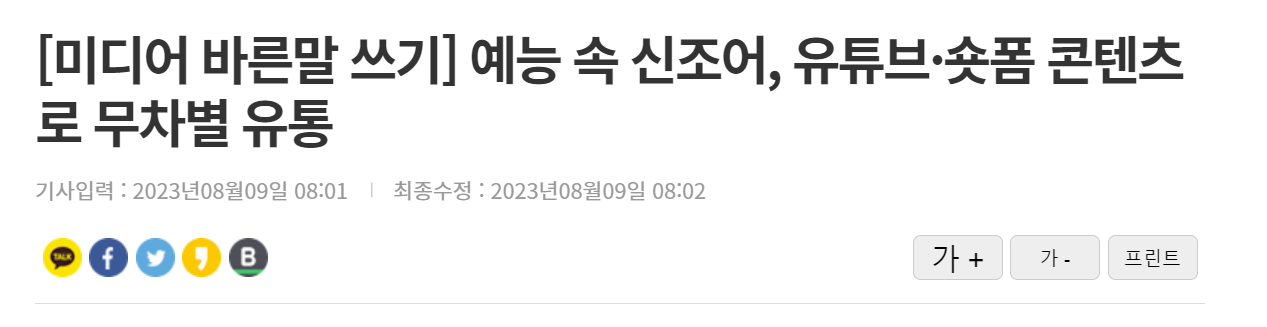 [미디어 바른말 쓰기] 예능 속 신조어, 유튜브·숏폼 콘텐츠
로 무차별 유통
기사입력 : 2023년08월09일 08:01 최종수정 : 2023년08월09일 08:02
TALK f B 가 + 가 - 프린트